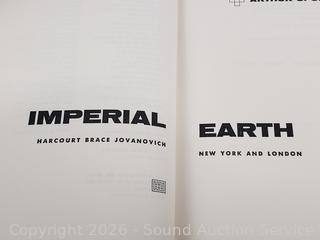 IMPERIAL EARTH
HARCOURT BRACE JOVANOVICH
NEW YORK AND LONDON
Copyright 2026 - Sound Auction Service